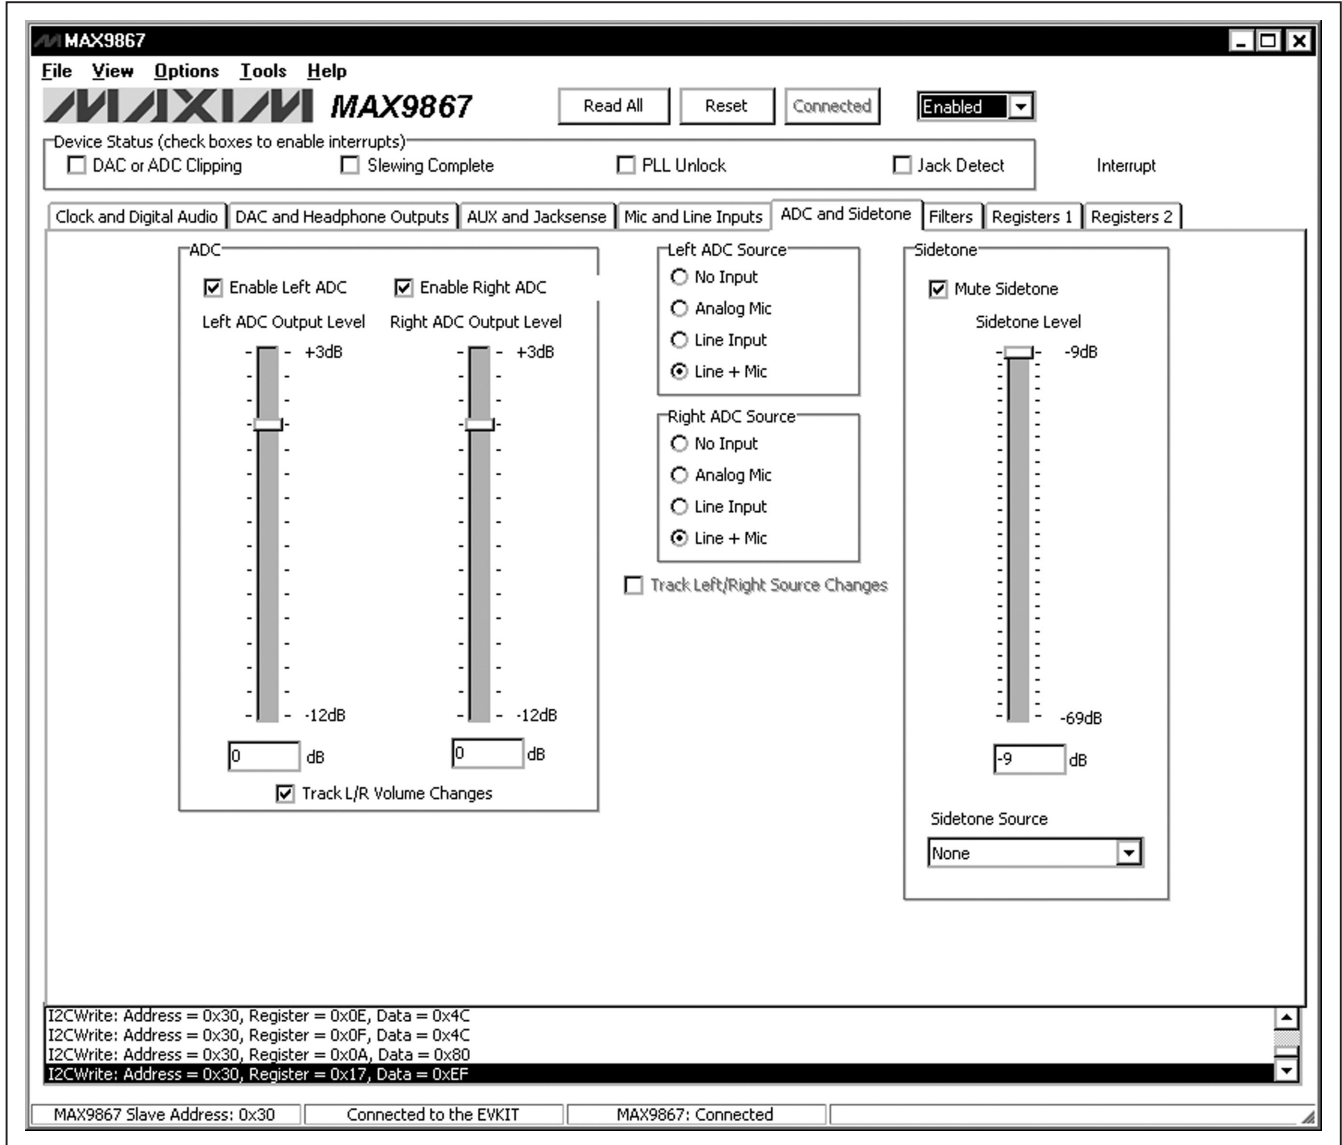 MAX9867
File View Options Tools Help
MAXIM MAX9867 Read All Reset Connected Enabled
Device Status (check boxes to enable interrupts)
DAC or ADC Clipping Slewing Complete PLL Unlock Jack Detect Interrupt
Clock and Digital Audio DAC and Headphone Outputs AUX and Jacksense Mic and Line Inputs ADC and Sidetone Filters Registers 1 Registers 2
ADC
Enable Left ADC Enable Right ADC
Left ADC Output Level Right ADC Output Level
+3dB +3dB
-12dB -12dB
0 dB 0 dB
Track L/R Volume Changes
Left ADC Source
No Input
Analog Mic
Line Input
Line + Mic
Right ADC Source
No Input
Analog Mic
Line Input
Line + Mic
Track Left/Right Source Changes
Sidetone
Mute Sidetone
Sidetone Level
-9dB
-69dB
-9 dB
Sidetone Source
None
I2CWrite: Address = 0x30, Register = 0x0E, Data = 0x4C
I2CWrite: Address = 0x30, Register = 0x0F, Data = 0x4C
I2CWrite: Address = 0x30, Register = 0x0A, Data = 0x80
I2CWrite: Address = 0x30, Register = 0x17, Data = 0xEF
MAX9867 Slave Address: 0x30 Connected to the EVKIT MAX9867: Connected